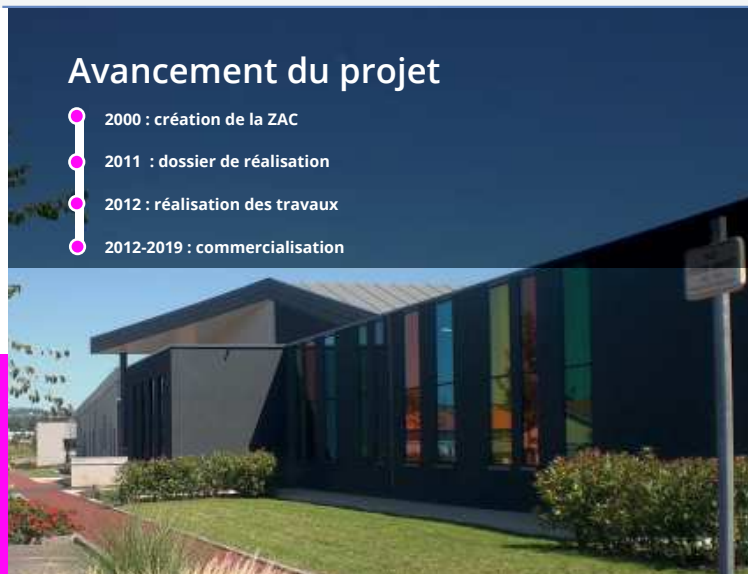 Avancement du projet
2000 : création de la ZAC
2011 : dossier de réalisation
2012 : réalisation des travaux
2012-2019 : commercialisation